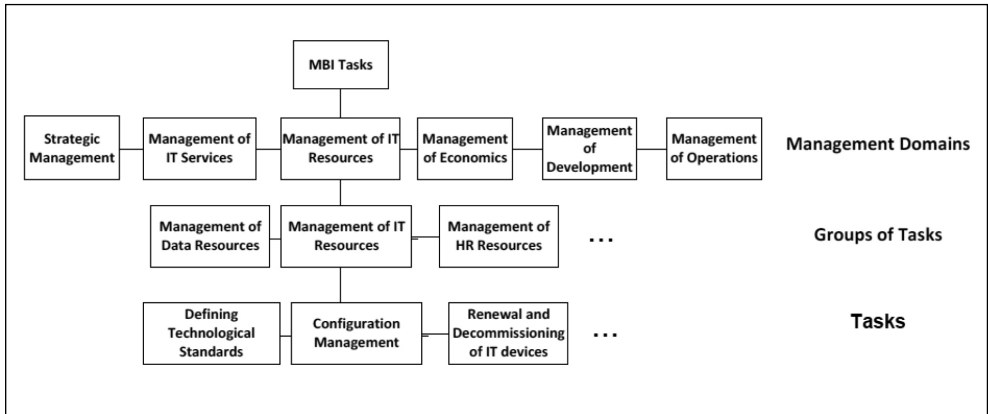 MBI Tasks
Strategic
Management
Management of
IT Services
Management of IT
Resources
Management
of Economics
Management
of
Development
Management
of Operations
Management Domains
Management of
Data Resources
Management of IT
Resources
Management of
HR Resources
...
Groups of Tasks
Defining
Technological
Standards
Configuration
Management
Renewal and
Decommissioning
of IT devices
...
Tasks